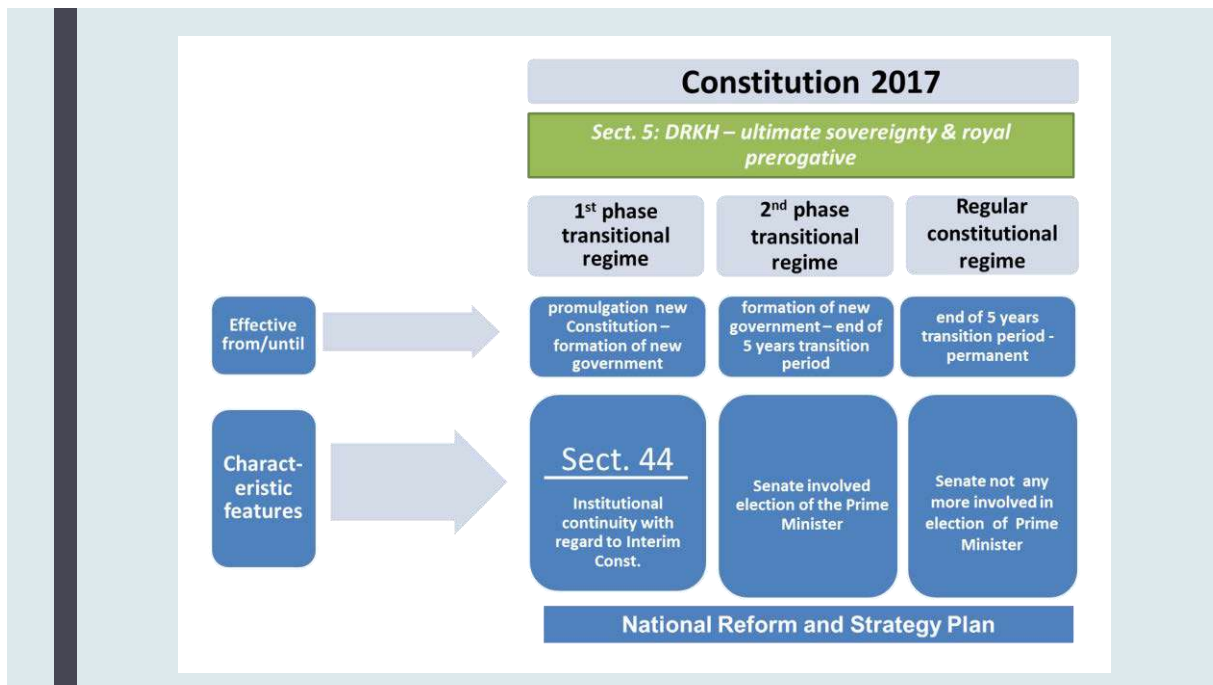 Constitution 2017
Sect. 5: DRKH – ultimate sovereignty & royal
prerogative
1st phase
transitional
regime
2nd phase
transitional
regime
Regular
constitutional
regime
Effective
from/until
promulgation new
Constitution –
formation of new
government
formation of new
government – end of
5 years transition
period
end of 5 years
transition period -
permanent
Charact-
eristic
features
Sect. 44
Institutional
continuity with
regard to Interim
Const.
Senate involved
election of the Prime
Minister
Senate not any
more involved in
election of Prime
Minister
National Reform and Strategy Plan